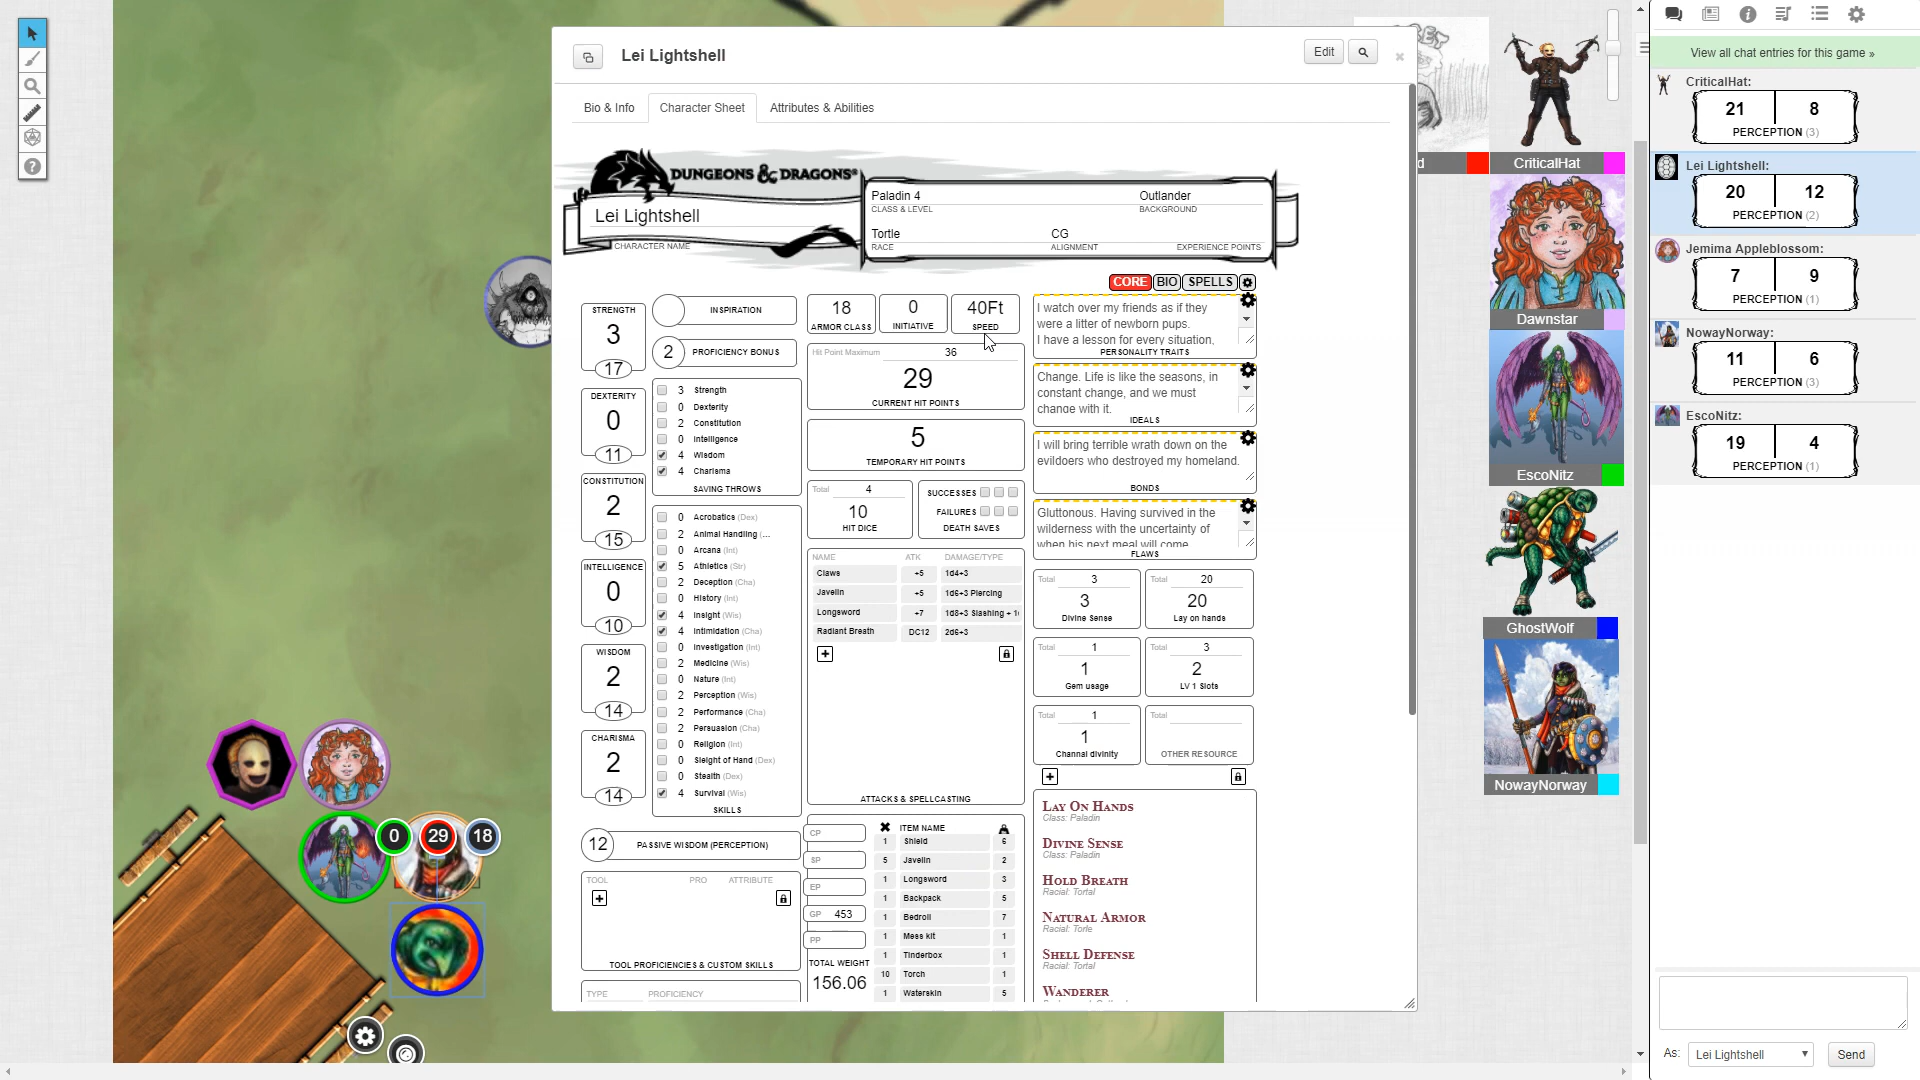 Lei Lightshell
Edit
Bio & Info
Character Sheet
Attributes & Abilities
DUNGEONS & DRAGONS®
Lei Lightshell
CHARACTER NAME
Paladin 4
Outlander
CLASS & LEVEL
BACKGROUND
Tortle
CG
RACE
ALIGNMENT
EXPERIENCE POINTS
CORE
BIO
SPELLS
STRENGTH
3
17
DEXTERITY
0
11
CONSTITUTION
2
15
INTELLIGENCE
0
10
WISDOM
2
14
CHARISMA
2
14
INSPIRATION
2
PROFICIENCY BONUS
3 Strength
0 Dexterity
2 Constitution
0 Intelligence
4 Wisdom
4 Charisma
SAVING THROWS
0 Acrobatics (Dex)
2 Animal Handling (...
0 Arcana (Int)
5 Athletics (Str)
2 Deception (Cha)
0 History (Int)
4 Insight (Wis)
4 Intimidation (Cha)
0 Investigation (Int)
2 Medicine (Wis)
0 Nature (Int)
2 Perception (Wis)
2 Performance (Cha)
2 Persuasion (Cha)
0 Religion (Int)
0 Sleight of Hand (Dex)
0 Stealth (Dex)
4 Survival (Wis)
SKILLS
12
PASSIVE WISDOM (PERCEPTION)
TOOL
PRO
ATTRIBUTE
TOOL PROFICIENCIES & CUSTOM SKILLS
TYPE
PROFICIENCY
18
ARMOR CLASS
0
INITIATIVE
40Ft
SPEED
Hit Point Maximum
36
29
CURRENT HIT POINTS
5
TEMPORARY HIT POINTS
Total
4
10
HIT DICE
SUCCESSES
FAILURES
DEATH SAVES
NAME
ATK
DAMAGE/TYPE
Claws +5 1d4+3
Javelin +5 1d6+3 Piercing
Longsword +7 1d8+3 Slashing + 1
Radiant Breath DC12 2d6+3
ATTACKS & SPELLCASTING
CP
SP
EP
GP 453
PP
TOTAL WEIGHT
156.06
ITEM NAME
1 Shield 6
5 Javelin 2
1 Longsword 3
1 Backpack 5
1 Bedroll 7
1 Mess kit 1
1 Tinderbox 1
10 Torch 1
1 Waterskin 5
I watch over my friends as if they
were a litter of newborn pups.
I have a lesson for every situation,
PERSONALITY TRAITS
Change. Life is like the seasons, in
constant change, and we must
change with it.
IDEALS
I will bring terrible wrath down on the
evildoers who destroyed my homeland.
BONDS
Gluttonous. Having survived in the
wilderness with the uncertainty of
when his next meal will come
FLAWS
Total
3
3
Divine Sense
Total
20
20
Lay on hands
Total
1
1
Gem usage
Total
3
2
LV 1 Slots
Total
1
1
Channal divinity
Total
OTHER RESOURCE
LAY ON HANDS
Class: Paladin
DIVINE SENSE
Class: Paladin
HOLD BREATH
Racial: Tortal
NATURAL ARMOR
Racial: Torle
SHELL DEFENSE
Racial: Tortal
WANDERER
0
29
18
d
CriticalHat
Dawnstar
EscoNitz
GhostWolf
NowayNorway
View all chat entries for this game »
CriticalHat:
21
8
PERCEPTION (3)
Lei Lightshell:
20
12
PERCEPTION (2)
Jemima Appleblossom:
7
9
PERCEPTION (1)
NowayNorway:
11
6
PERCEPTION (3)
EscoNitz:
19
4
PERCEPTION (1)
As:
Lei Lightshell
Send